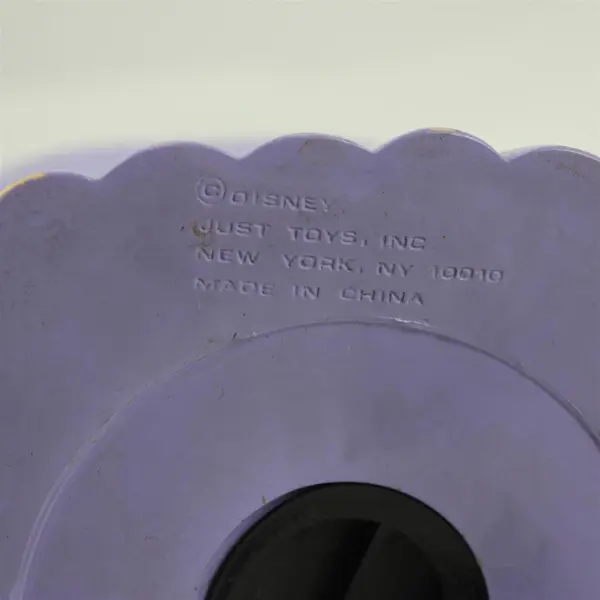 ©DISNEY
JUST TOYS, INC
NEW YORK, NY 10010
MADE IN CHINA